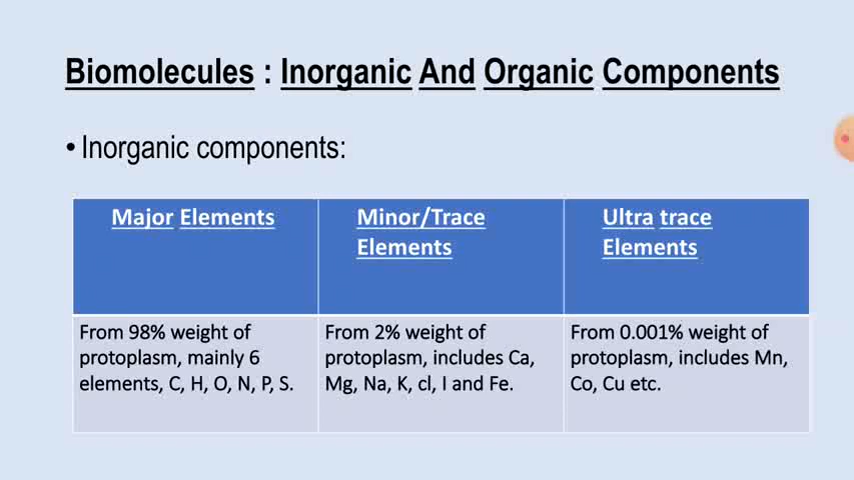 Biomolecules : Inorganic And Organic Components
• Inorganic components:
Major Elements
Minor/Trace
Elements
Ultra trace
Elements
From 98% weight of
protoplasm, mainly 6
elements, C, H, O, N, P, S.
From 2% weight of
protoplasm, includes Ca,
Mg, Na, K, cl, I and Fe.
From 0.001% weight of
protoplasm, includes Mn,
Co, Cu etc.